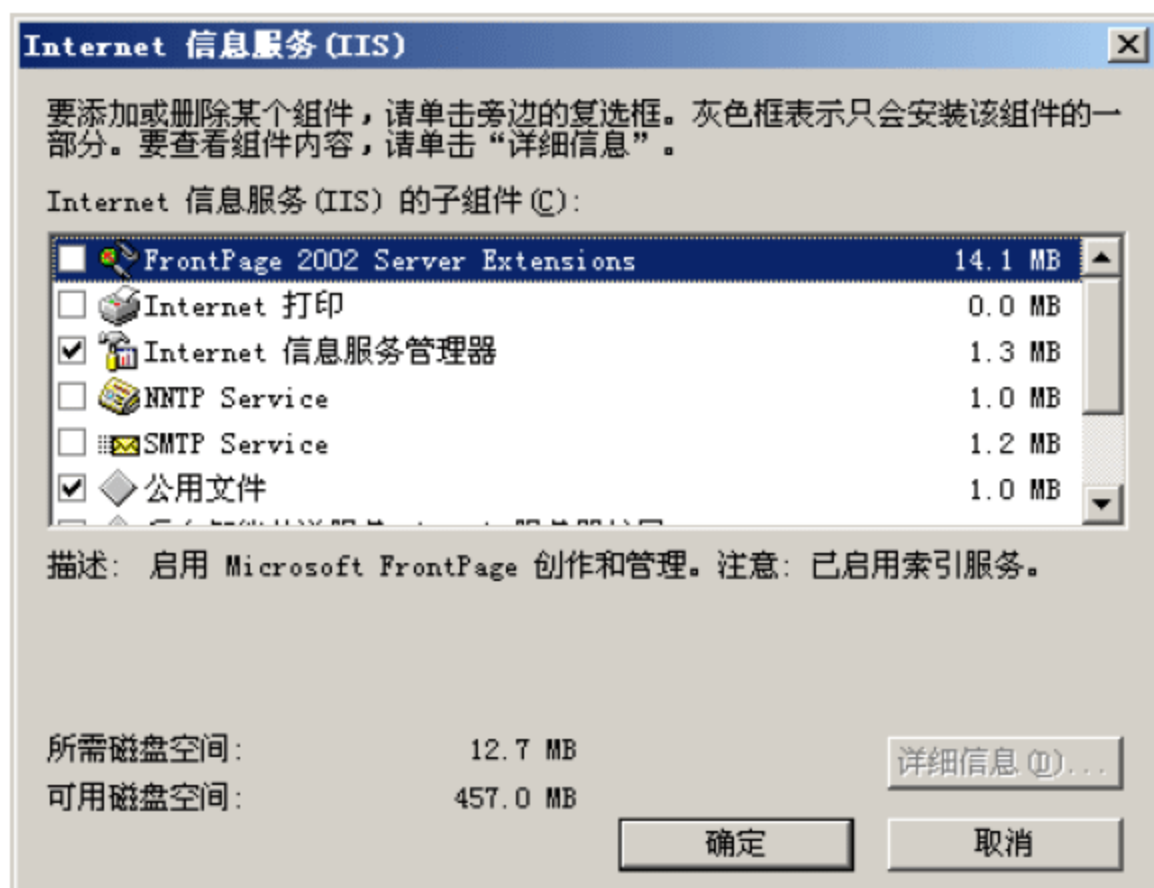 Internet 信息服务(IIS)
要添加或删除某个组件，请单击旁边的复选框。灰色框表示只会安装该组件的一
部分。要查看组件内容，请单击“详细信息”。
Internet 信息服务(IIS) 的子组件(C):
FrontPage 2002 Server Extensions 14.1 MB
Internet 打印 0.0 MB
Internet 信息服务管理器 1.3 MB
NNTP Service 1.0 MB
SMTP Service 1.2 MB
公用文件 1.0 MB
描述: 启用 Microsoft FrontPage 创作和管理。注意: 已启用索引服务。
所需磁盘空间: 12.7 MB
详细信息(D)...
可用磁盘空间: 457.0 MB
确定 取消